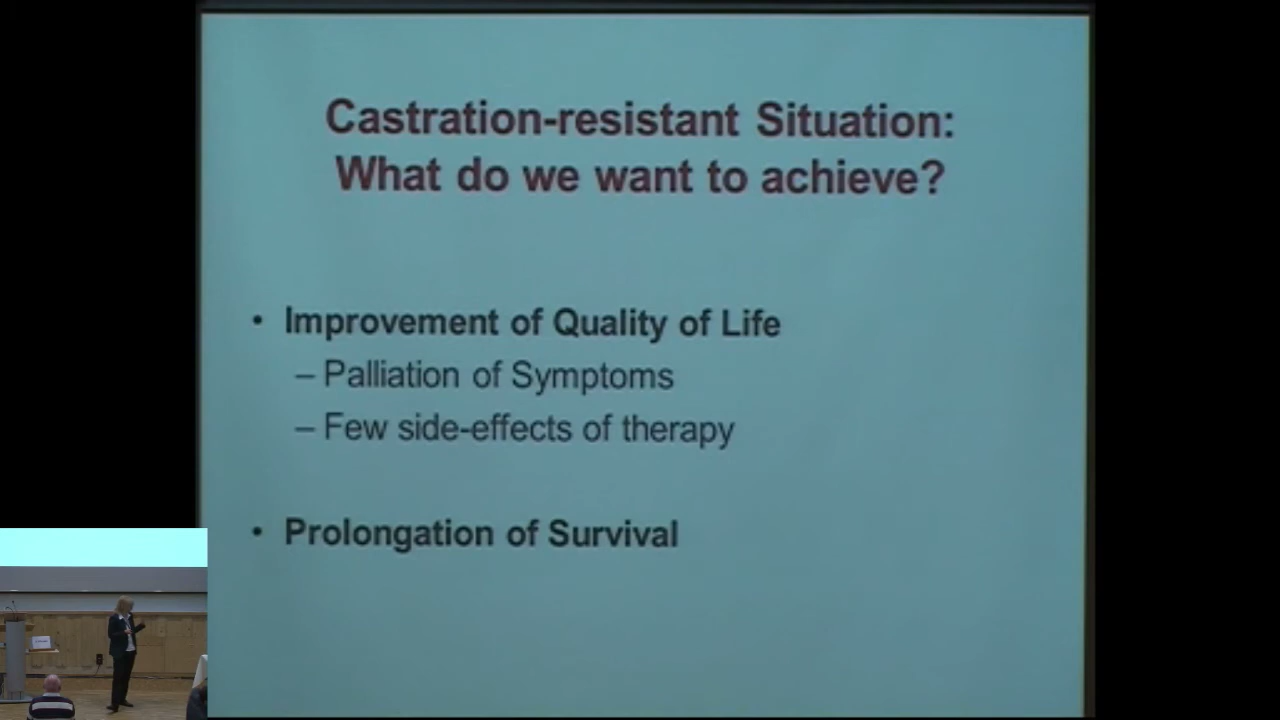 Castration-resistant Situation:
What do we want to achieve?
• Improvement of Quality of Life
– Palliation of Symptoms
– Few side-effects of therapy
• Prolongation of Survival